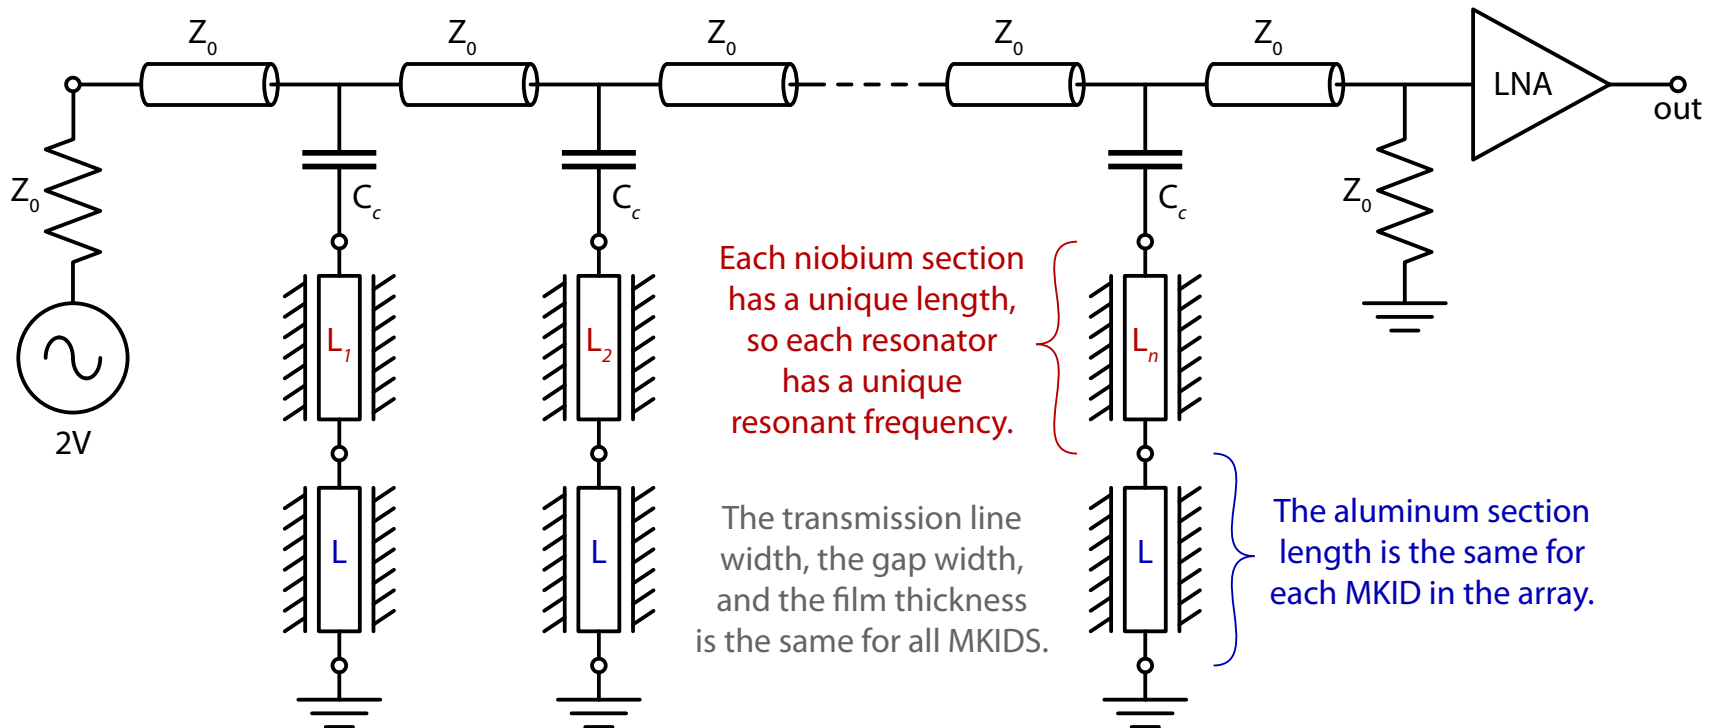 Z0
Z0
Z0
Z0
Z0
LNA
out
Z0
Cc
Cc
Cc
Z0
2V
L1
L2
Ln
Each niobium section
has a unique length,
so each resonator
has a unique
resonant frequency.
L
L
L
The transmission line
width, the gap width,
and the film thickness
is the same for all MKIDS.
The aluminum section
length is the same for
each MKID in the array.